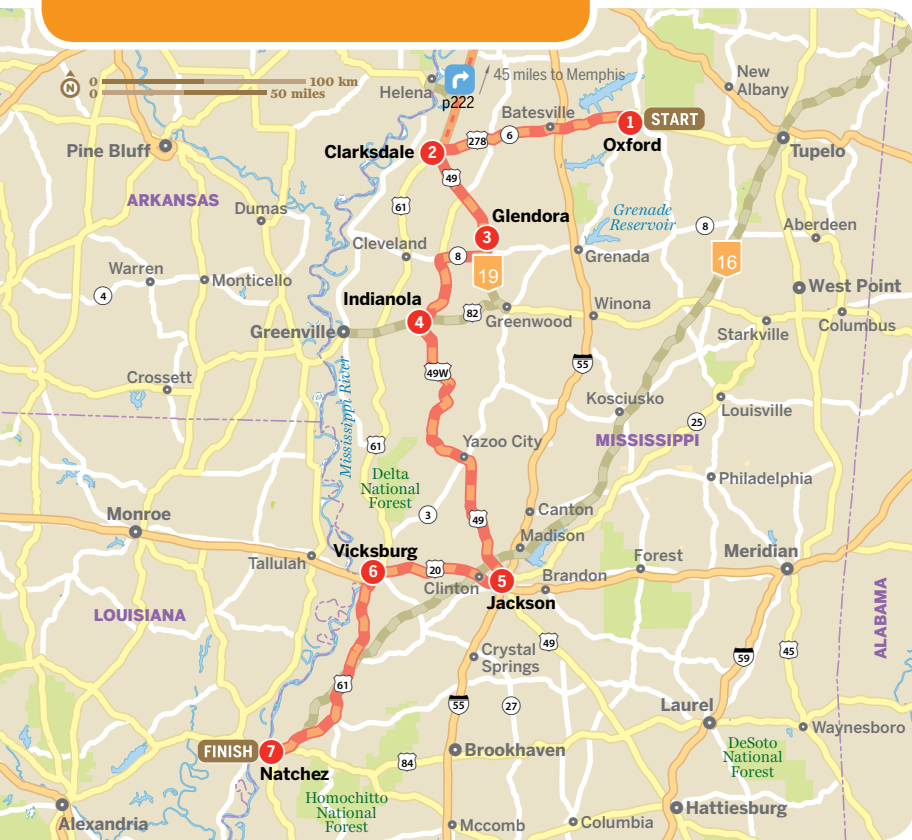 0 100 km
0 50 miles
N
Helena
p222
45 miles to Memphis
New
Albany
Batesville
1 START
Oxford
278
6
Pine Bluff
Clarksdale 2
Tupelo
49
ARKANSAS
61
Dumas
Glendora
3
Grenade
Reservoir
8
Aberdeen
Cleveland
8
Grenada
16
19
Warren
Monticello
4
West Point
Indianola
4
82
Greenwood
Winona
Greenville
Starkville
Columbus
49W
55
Crossett
Kosciusko
Louisville
25
Mississippi River
61
Yazoo City
MISSISSIPPI
Delta
National
Forest
Philadelphia
3
49
Canton
Monroe
Madison
Vicksburg
Forest
Meridian
Tallulah
6
20
Clinton
5
Brandon
Jackson
LOUISIANA
ALABAMA
49
Crystal
Springs
59
45
61
55
27
Laurel
Waynesboro
FINISH 7
Natchez
84
Brookhaven
DeSoto
National
Forest
Homochitto
National
Forest
Alexandria
Mccomb
Columbia
Hattiesburg